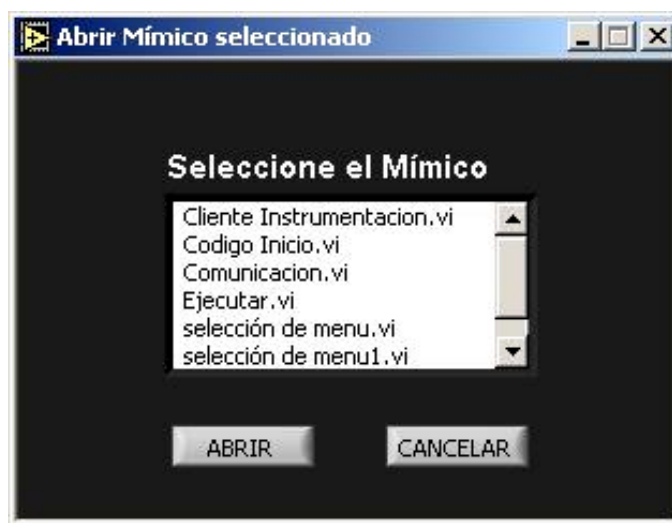 Abrir Mímico seleccionado
Seleccione el Mímico
Cliente Instrumentacion.vi
Codigo Inicio.vi
Comunicacion.vi
Ejecutar.vi
selección de menu.vi
selección de menu1.vi
ABRIR CANCELAR